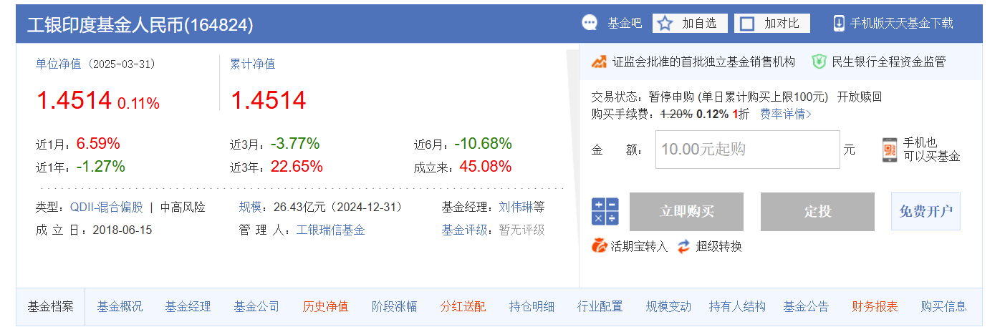 工银印度基金人民币(164824)
基金吧 加自选 加对比 手机版天天基金下载
单位净值（2025-03-31） 累计净值
1.4514 0.11% 1.4514
近1月：6.59% 近3月：-3.77% 近6月：-10.68%
近1年：-1.27% 近3年：22.65% 成立来：45.08%
类型：QDII-混合偏股 | 中高风险 规模：26.43亿元（2024-12-31） 基金经理：刘伟琳等
成 立 日：2018-06-15 管 理 人：工银瑞信基金 基金评级：暂无评级
证监会批准的首批独立基金销售机构 民生银行全程资金监管
交易状态：暂停申购 (单日累计购买上限100元) 开放赎回
购买手续费：1.20% 0.12% 1折 费率详情>
金 额： 10.00元起购 元
手机也
可以买基金
立即购买 定投 免费开户
活期宝转入 超级转换
基金档案 基金概况 基金经理 基金公司 历史净值 阶段涨幅 分红送配 持仓明细 行业配置 规模变动 持有人结构 基金公告 财务报表 购买信息